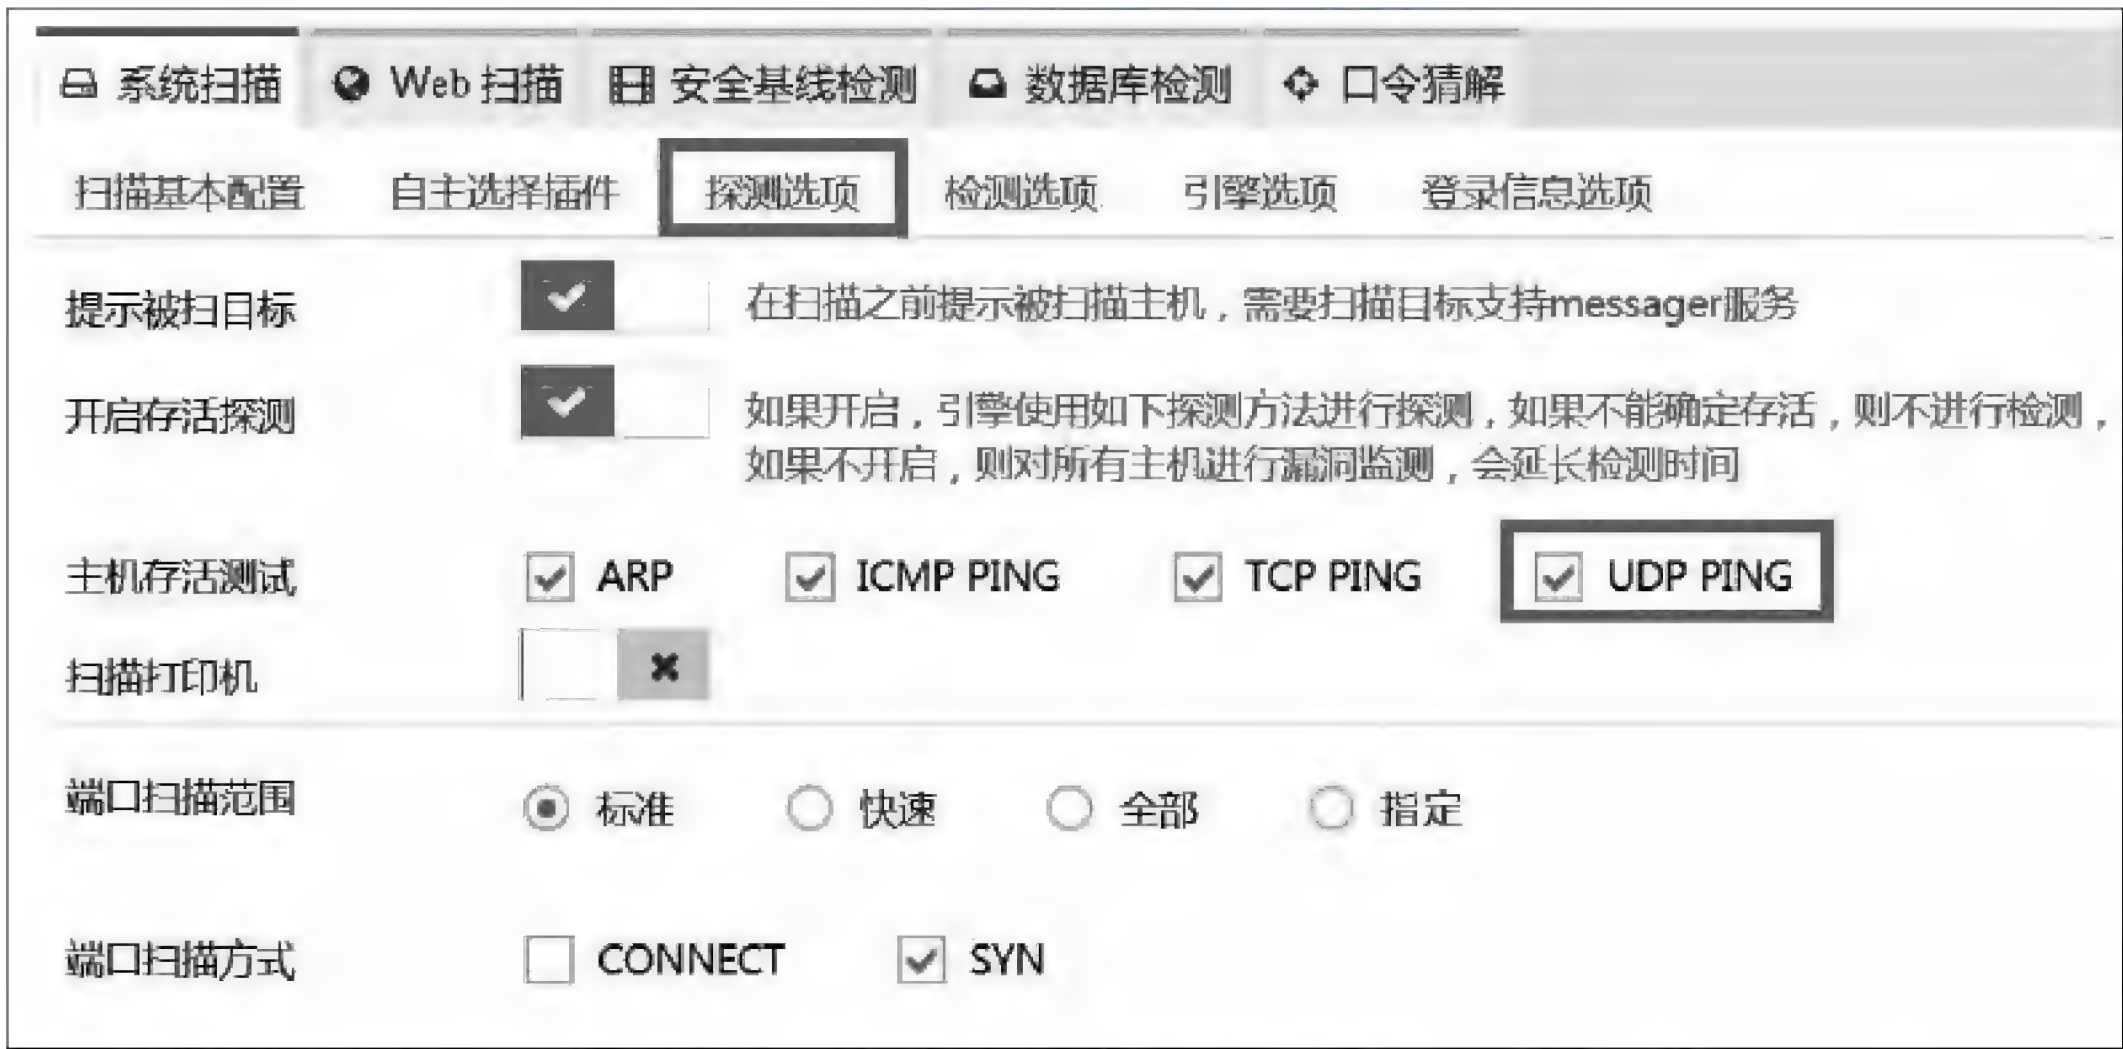 系统扫描 Web 扫描 安全基线检测 数据库检测 口令猜解
扫描基本配置 自主选择插件 探测选项 检测选项 引擎选项 登录信息选项
提示被扫目标 在扫描之前提示被扫描主机，需要扫描目标支持messager服务
开启存活探测 如果开启，引擎使用如下探测方法进行探测，如果不能确定存活，则不进行检测，
如果不开启，则对所有主机进行漏洞监测，会延长检测时间
主机存活测试 ARP ICMP PING TCP PING UDP PING
扫描打印机
端口扫描范围 标准 快速 全部 指定
端口扫描方式 CONNECT SYN